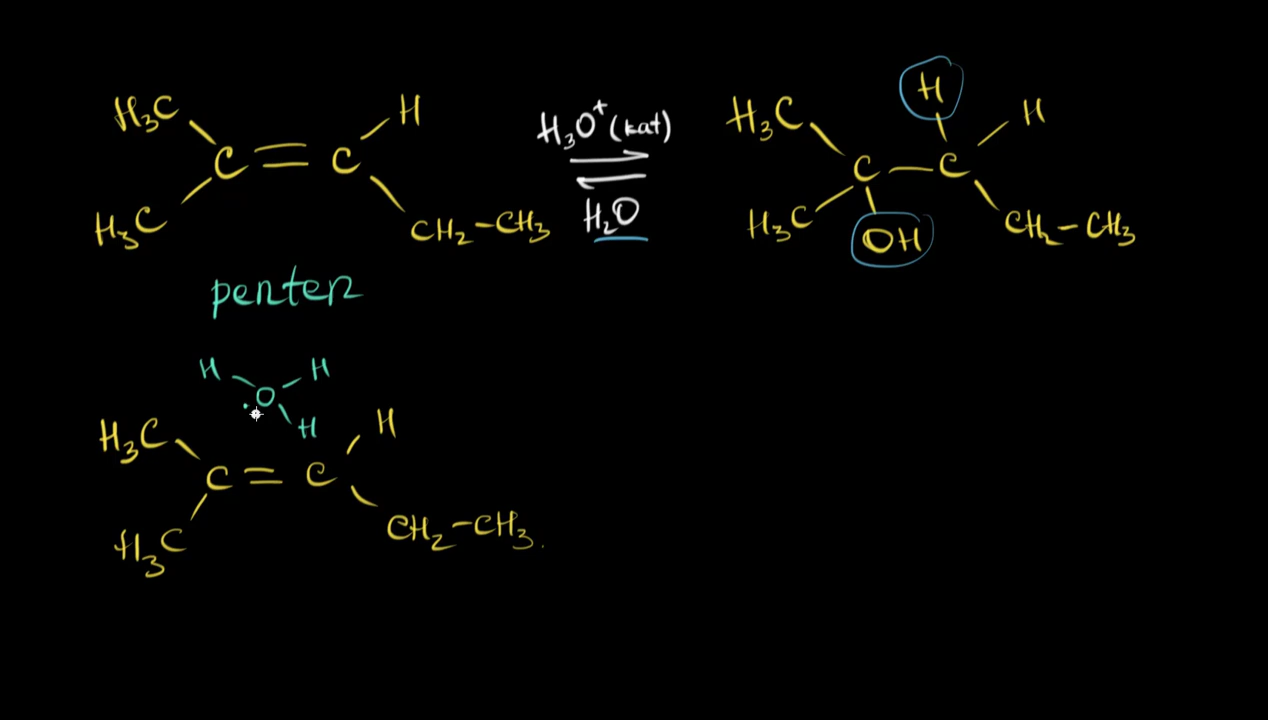 H₃C H
C = C
H₃C CH₂-CH₃
penten
H₃O⁺ (kat)
H₂O
H
H₃C H
C — C
H₃C OH CH₂-CH₃
H H
O
H
H₃C H
C = C
H₃C CH₂-CH₃.